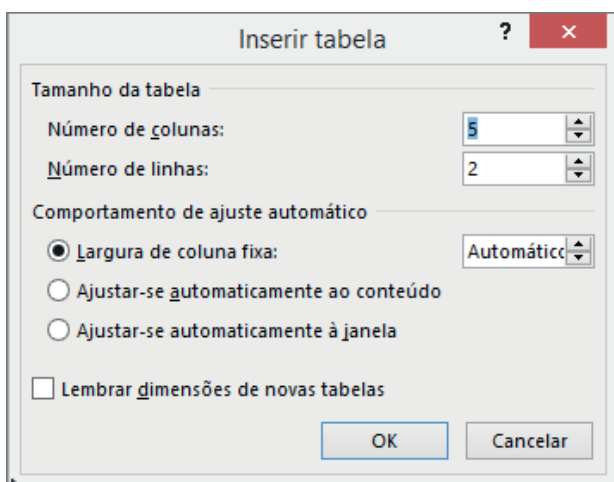 Inserir tabela ? ×
Tamanho da tabela
Número de colunas: 5
Número de linhas: 2
Comportamento de ajuste automático
Largura de coluna fixa: Automático
Ajustar-se automaticamente ao conteúdo
Ajustar-se automaticamente à janela
Lembrar dimensões de novas tabelas
OK Cancelar